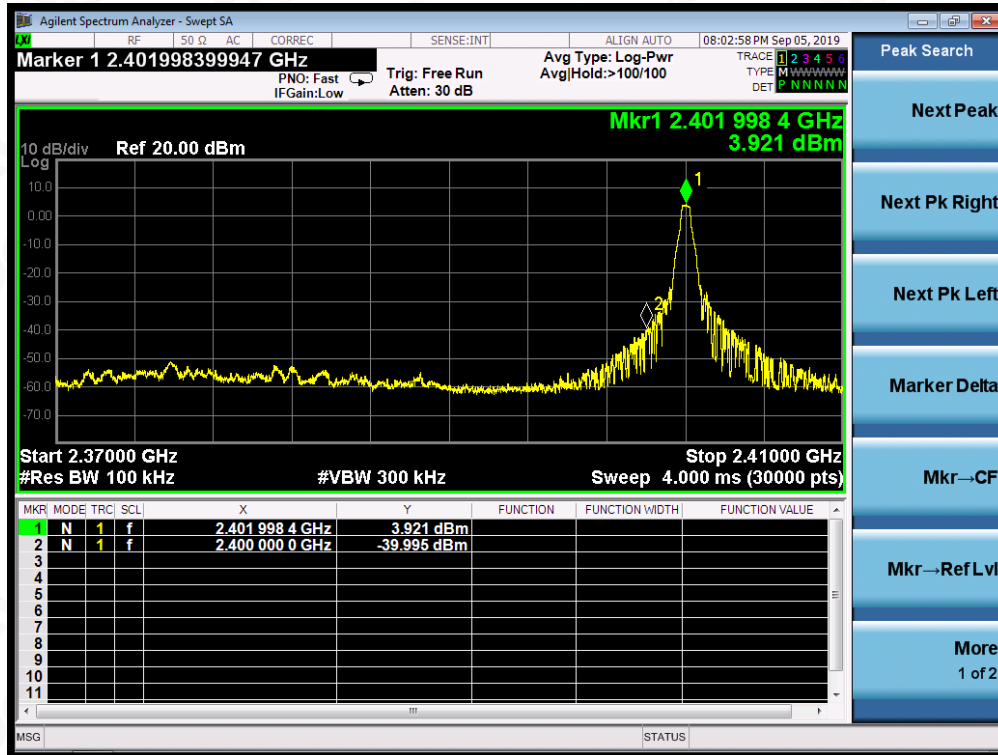 Agilent Spectrum Analyzer - Swept SA
LXI RF 50 Ω AC CORREC SENSE:INT ALIGN AUTO 08:02:58 PM Sep 05, 2019
Marker 1 2.401998399947 GHz
PNO: Fast
IFGain:Low
Trig: Free Run
Atten: 30 dB
Avg Type: Log-Pwr
Avg|Hold:>100/100
TRACE 1 2 3 4 5 6
TYPE M WWWWW
DET P N N N N N
Mkr1 2.401 998 4 GHz
3.921 dBm
10 dB/div Ref 20.00 dBm
Log
10.0
0.00
-10.0
-20.0
-30.0
-40.0
-50.0
-60.0
-70.0
1
2
Start 2.37000 GHz Stop 2.41000 GHz
#Res BW 100 kHz #VBW 300 kHz Sweep 4.000 ms (30000 pts)
MKR MODE TRC SCL X Y FUNCTION FUNCTION WIDTH FUNCTION VALUE
1 N 1 f 2.401 998 4 GHz 3.921 dBm
2 N 1 f 2.400 000 0 GHz -39.995 dBm
3
4
5
6
7
8
9
10
11
MSG STATUS
Peak Search
Next Peak
Next Pk Right
Next Pk Left
Marker Delta
Mkr→CF
Mkr→Ref Lvl
More
1 of 2